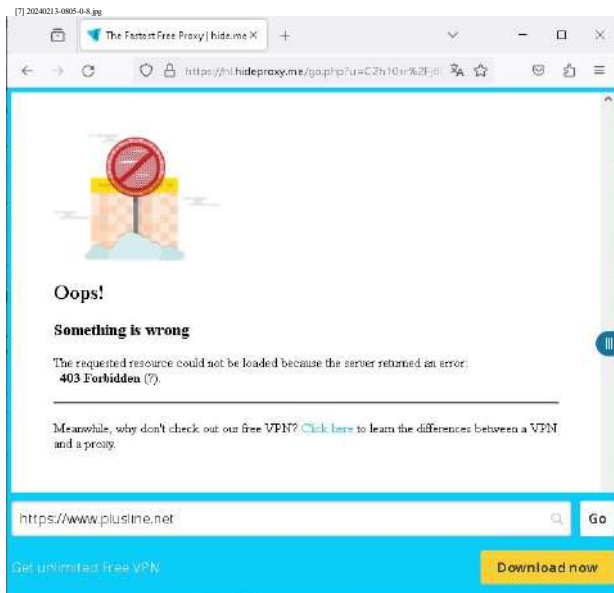 [7] 20240213-0805-0-8.jpg
The Fastest Free Proxy | hide.me
https://nl.hideproxy.me/go.php?u=
Oops!
Something is wrong
The requested resource could not be loaded because the server returned an error:
403 Forbidden (?).
Meanwhile, why don't check out our free VPN? Click here to learn the differences between a VPN
and a proxy.
https://www.plusline.net
Go
Get unlimited Free VPN
Download now